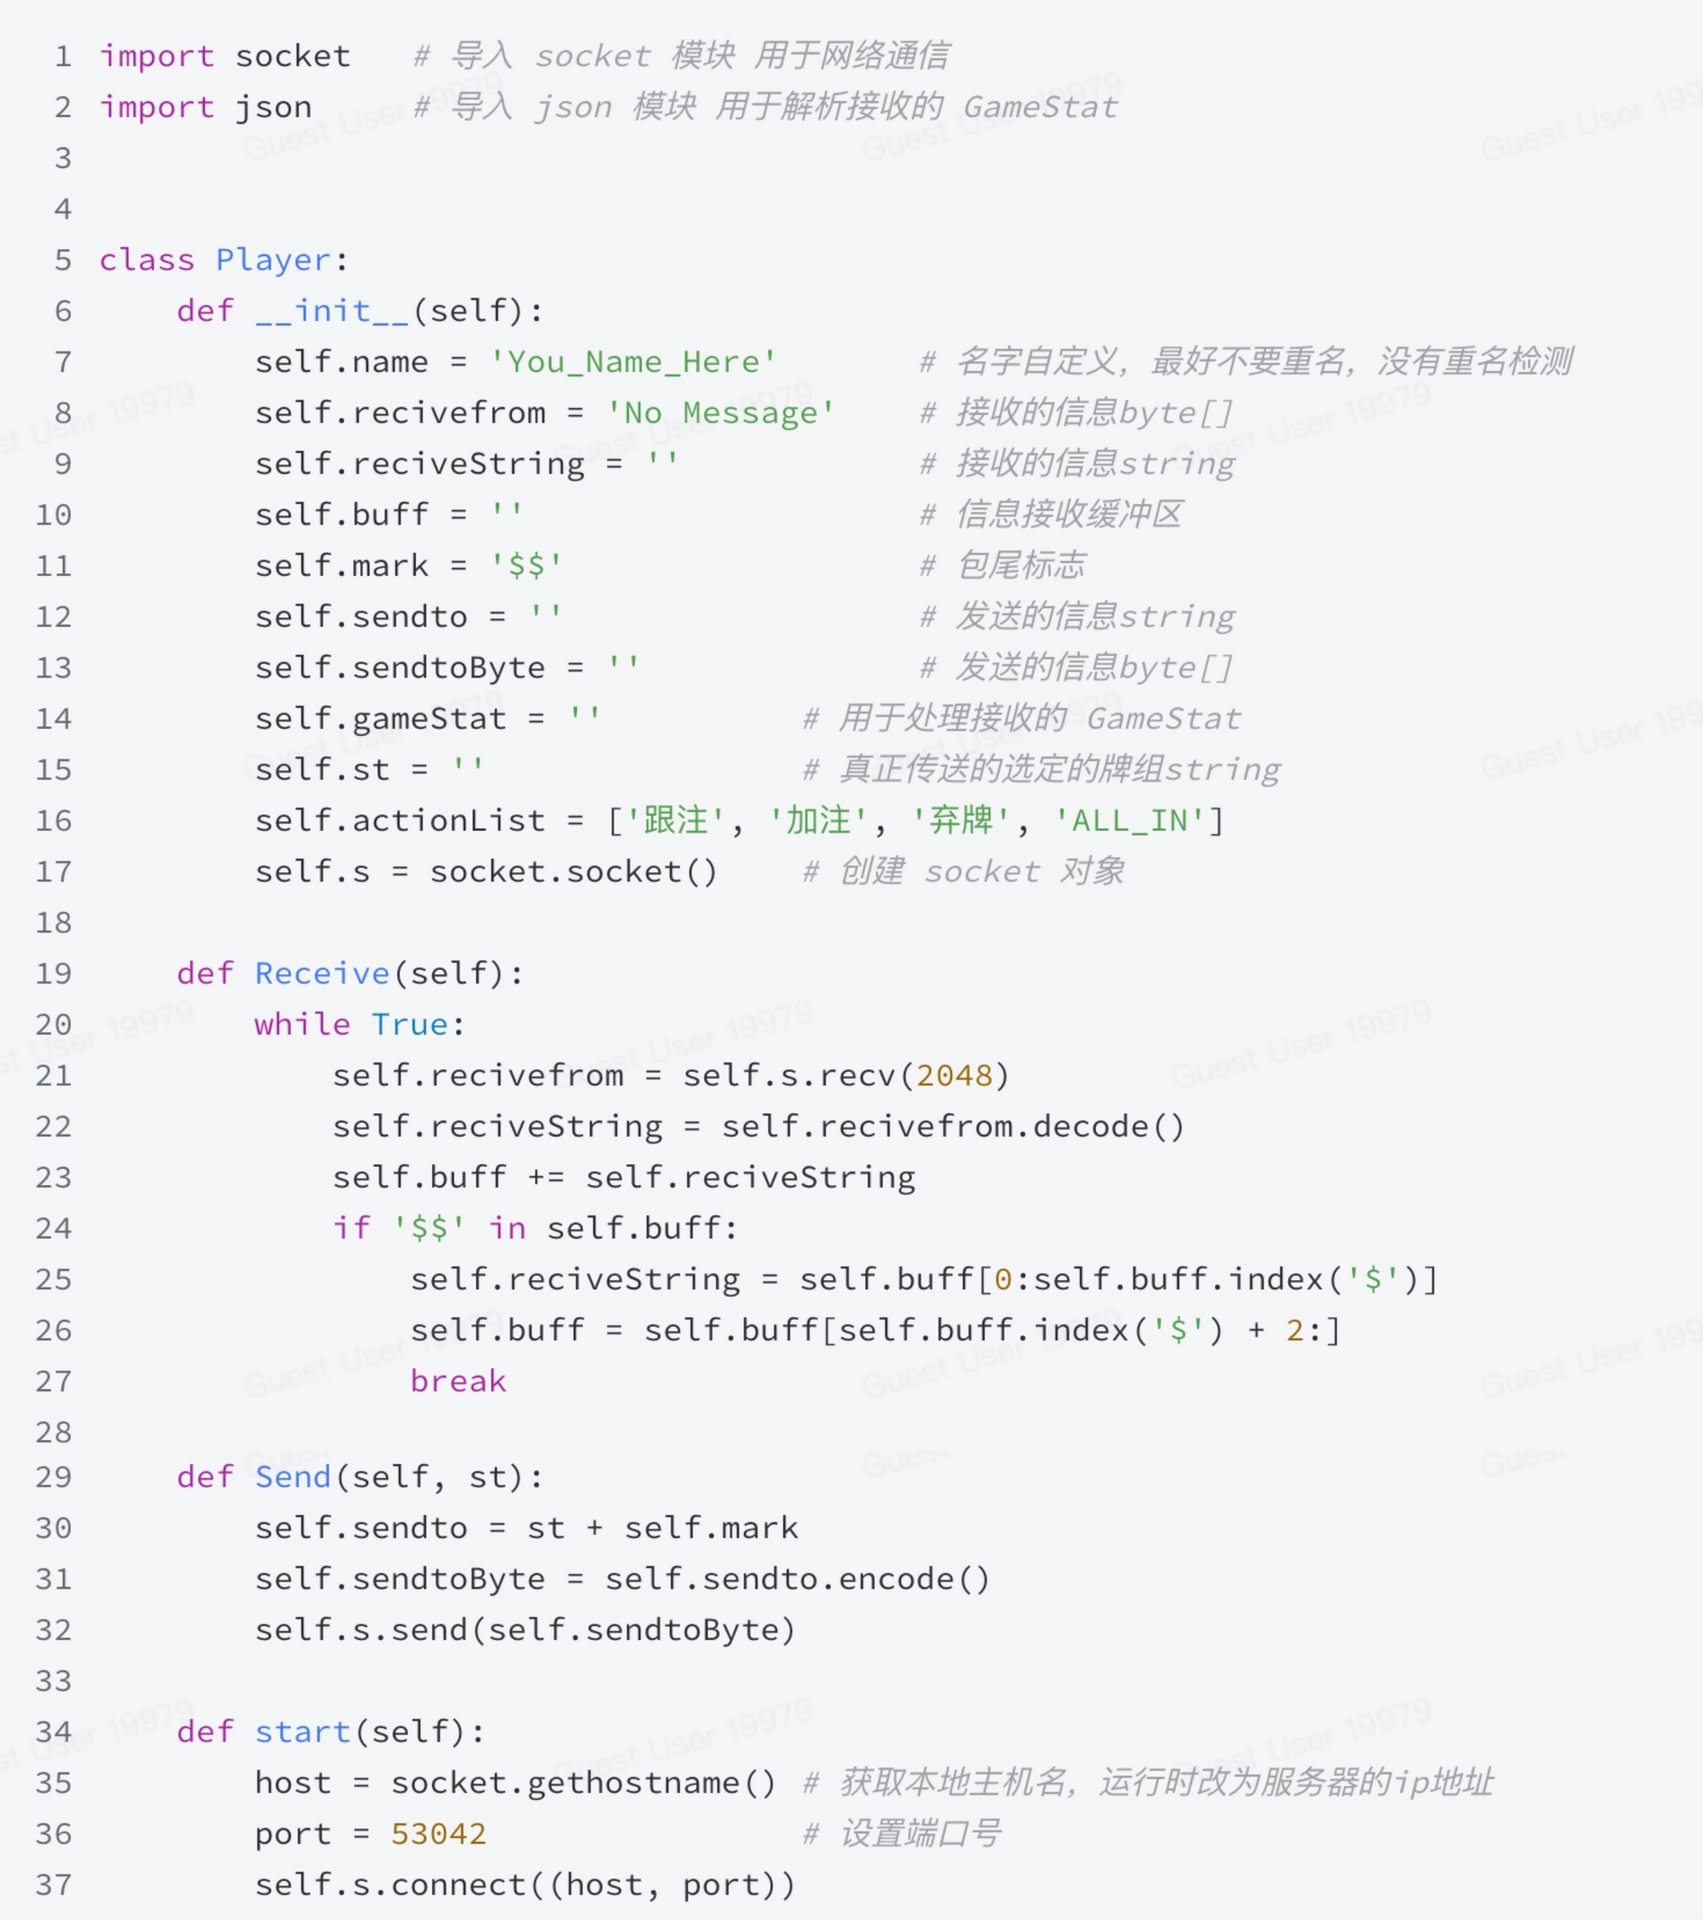 1 import socket   # 导入 socket 模块 用于网络通信
2 import json     # 导入 json 模块 用于解析接收的 GameStat
3
4
5 class Player:
6     def __init__(self):
7         self.name = 'You_Name_Here'       # 名字自定义，最好不要重名，没有重名检测
8         self.recivefrom = 'No Message'    # 接收的信息byte[]
9         self.reciveString = ''            # 接收的信息string
10         self.buff = ''                    # 信息接收缓冲区
11         self.mark = '$$'                  # 包尾标志
12         self.sendto = ''                  # 发送的信息string
13         self.sendtoByte = ''              # 发送的信息byte[]
14         self.gameStat = ''          # 用于处理接收的 GameStat
15         self.st = ''                # 真正传送的选定的牌组string
16         self.actionList = ['跟注', '加注', '弃牌', 'ALL_IN']
17         self.s = socket.socket()    # 创建 socket 对象
18
19     def Receive(self):
20         while True:
21             self.recivefrom = self.s.recv(2048)
22             self.reciveString = self.recivefrom.decode()
23             self.buff += self.reciveString
24             if '$$' in self.buff:
25                 self.reciveString = self.buff[0:self.buff.index('$')]
26                 self.buff = self.buff[self.buff.index('$') + 2:]
27                 break
28
29     def Send(self, st):
30         self.sendto = st + self.mark
31         self.sendtoByte = self.sendto.encode()
32         self.s.send(self.sendtoByte)
33
34     def start(self):
35         host = socket.gethostname() # 获取本地主机名，运行时改为服务器的ip地址
36         port = 53042                # 设置端口号
37         self.s.connect((host, port))
Guest User 19979